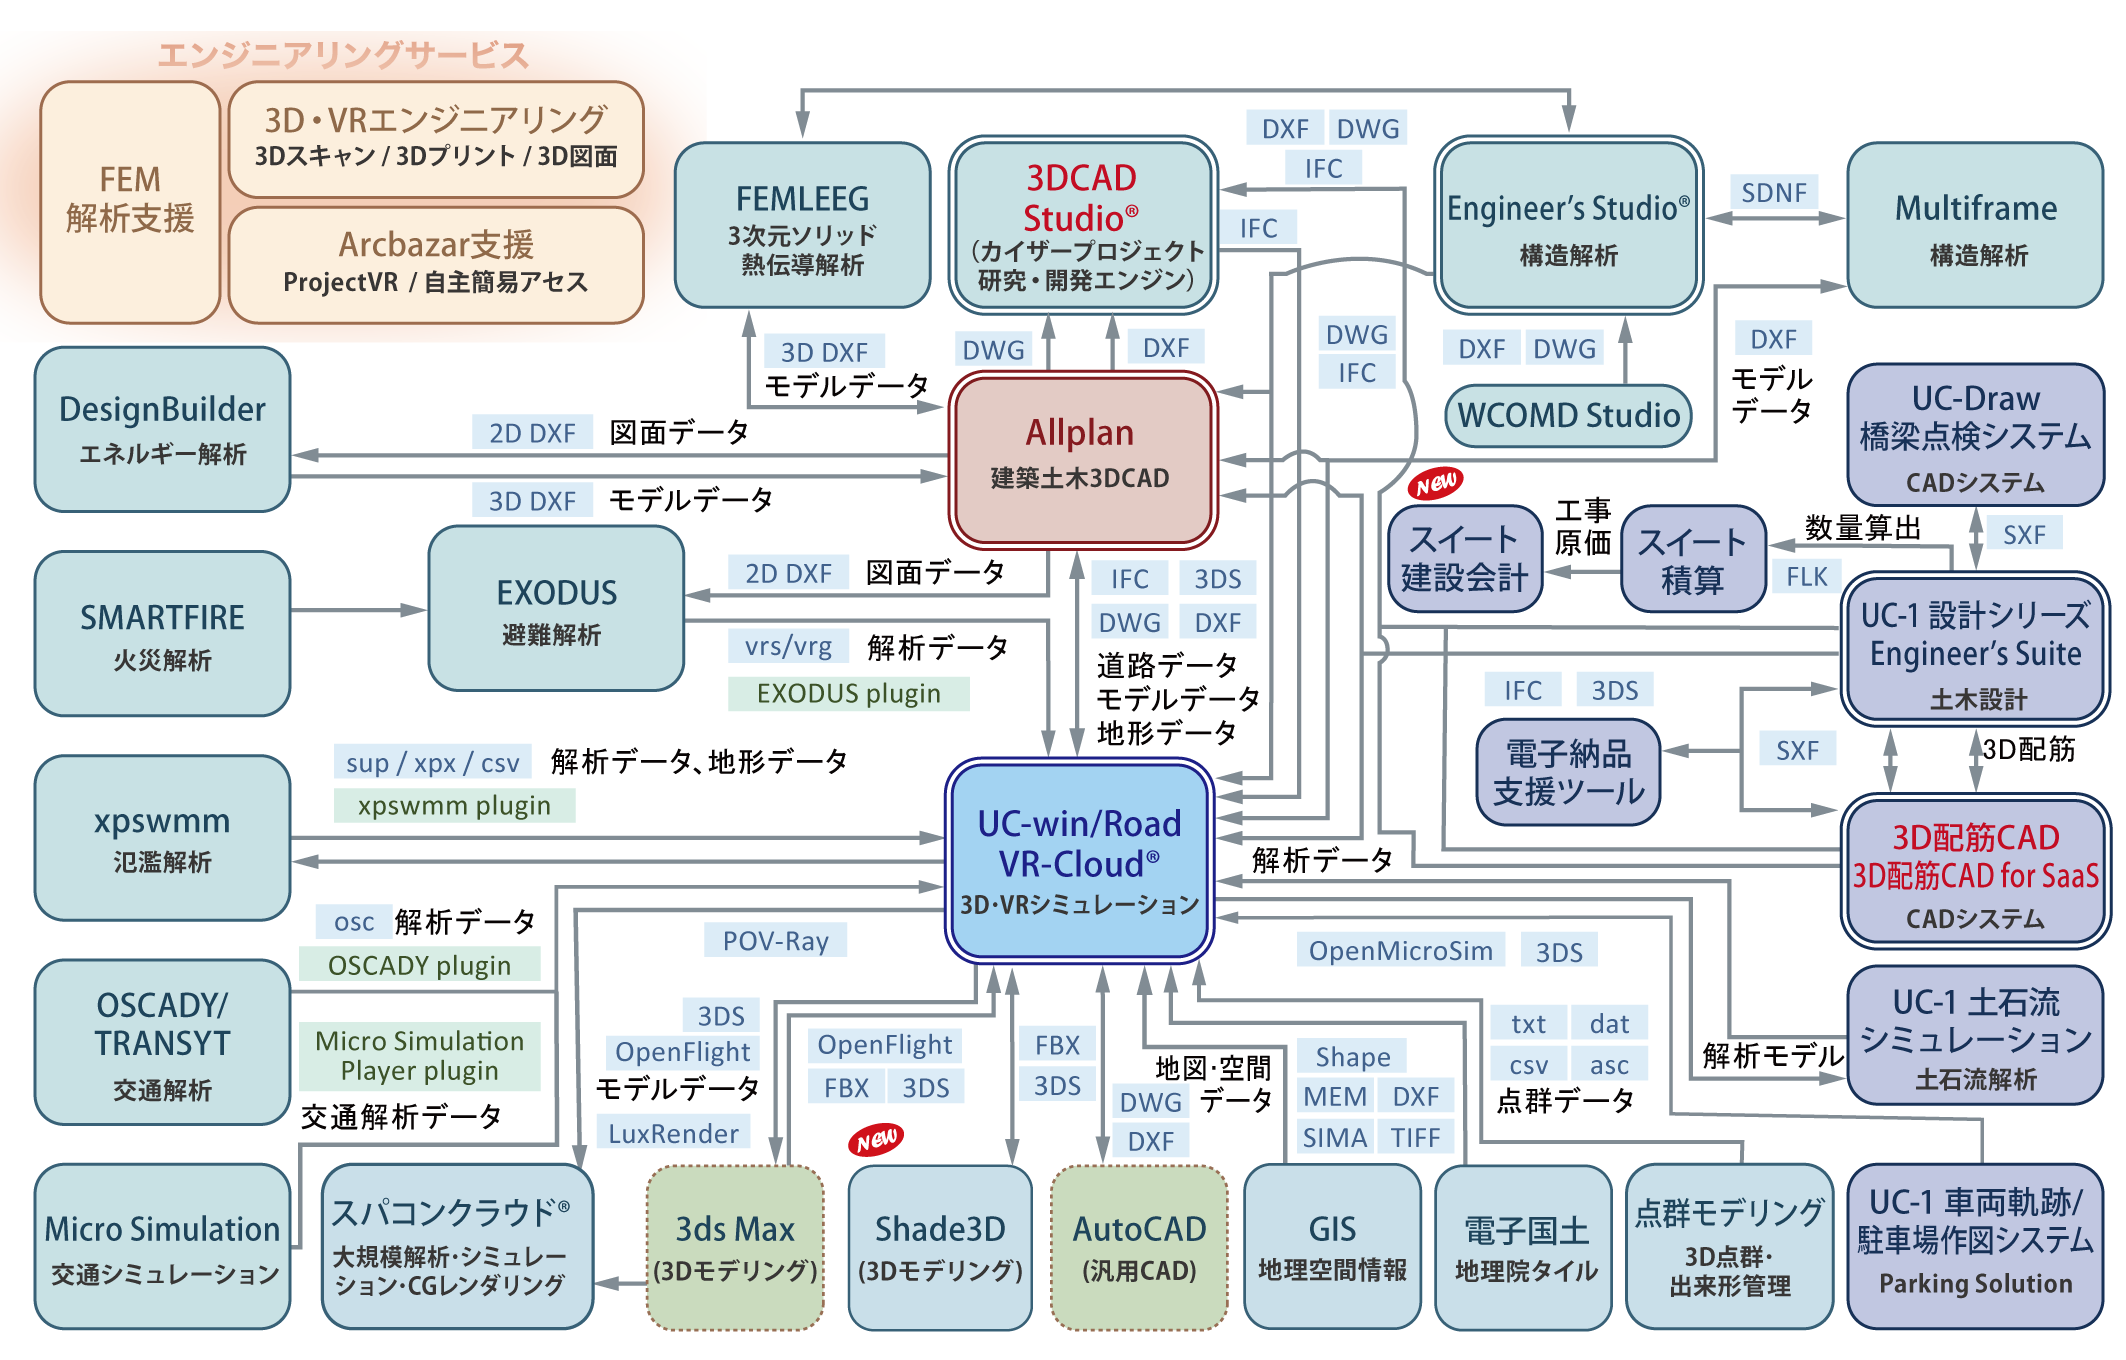 エンジニアリングサービス
FEM
解析支援
3D・VRエンジニアリング
3Dスキャン / 3Dプリント / 3D図面
Arcbazar支援
ProjectVR / 自主簡易アセス
FEMLEEG
3次元ソリッド
熱伝導解析
3DCAD
Studio®
（カイザープロジェクト
研究・開発エンジン）
DXF DWG
IFC
IFC
Engineer's Studio®
構造解析
SDNF
Multiframe
構造解析
3D DXF
モデルデータ
DWG
DXF
DWG
IFC
DXF DWG
DXF
モデル
データ
WCOMD Studio
DesignBuilder
エネルギー解析
2D DXF 図面データ
3D DXF モデルデータ
Allplan
建築土木3DCAD
UC-Draw
橋梁点検システム
CADシステム
SXF
NEW
スイート
建設会計
工事
原価
スイート
積算
数量算出
FLK
SMARTFIRE
火災解析
EXODUS
避難解析
2D DXF 図面データ
vrs/vrg 解析データ
EXODUS plugin
IFC 3DS
DWG DXF
道路データ
モデルデータ
地形データ
UC-1 設計シリーズ
Engineer's Suite
土木設計
IFC 3DS
電子納品
支援ツール
SXF
3D配筋
xpswmm
氾濫解析
sup / xpx / csv 解析データ、地形データ
xpswmm plugin
UC-win/Road
VR-Cloud®
3D・VRシミュレーション
解析データ
3D配筋CAD
3D配筋CAD for SaaS
CADシステム
osc 解析データ
OSCADY plugin
POV-Ray
OpenMicroSim 3DS
OSCADY/
TRANSYT
交通解析
Micro Simulation
Player plugin
交通解析データ
3DS
OpenFlight
モデルデータ
LuxRender
OpenFlight
FBX 3DS
NEW
FBX
3DS
地図・空間
データ
DWG
DXF
Shape
MEM DXF
SIMA TIFF
txt dat
csv asc
点群データ
解析モデル
UC-1 土石流
シミュレーション
土石流解析
Micro Simulation
交通シミュレーション
スパコンクラウド®
大規模解析・シミュレー
ション・CGレンダリング
3ds Max
(3Dモデリング)
Shade3D
(3Dモデリング)
AutoCAD
(汎用CAD)
GIS
地理空間情報
電子国土
地理院タイル
点群モデリング
3D点群・
出来形管理
UC-1 車両軌跡/
駐車場作図システム
Parking Solution